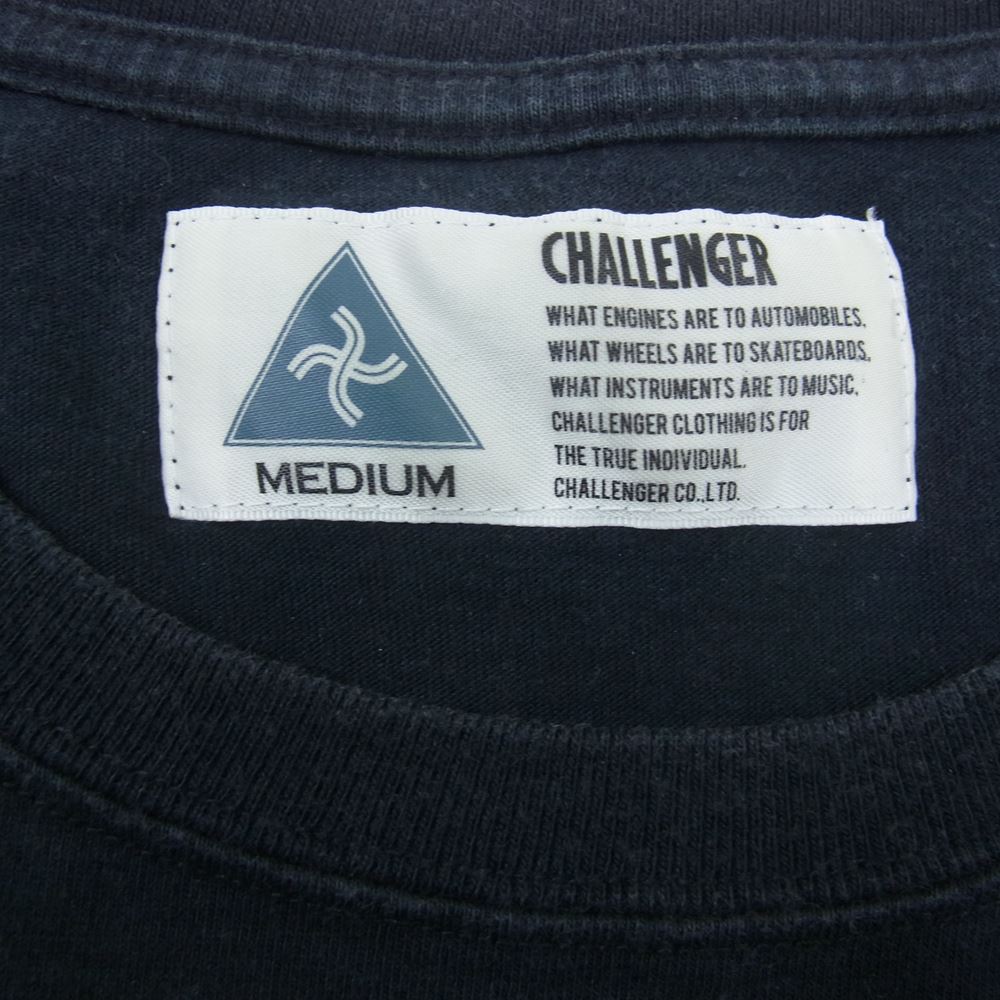 MEDIUM
CHALLENGER
WHAT ENGINES ARE TO AUTOMOBILES,
WHAT WHEELS ARE TO SKATEBOARDS,
WHAT INSTRUMENTS ARE TO MUSIC,
CHALLENGER CLOTHING IS FOR
THE TRUE INDIVIDUAL.
CHALLENGER CO.,LTD.